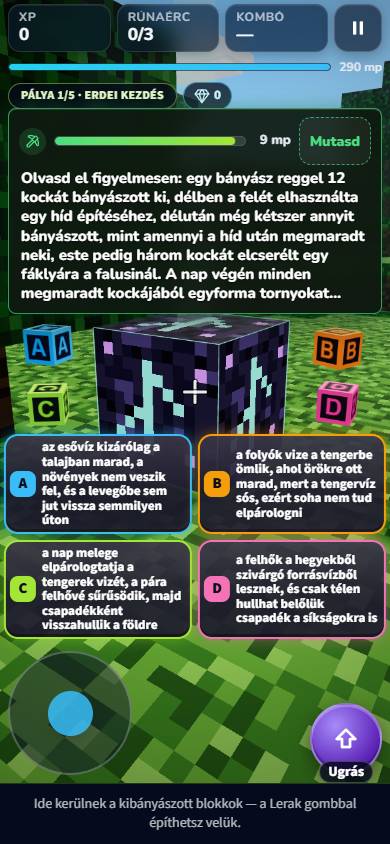 XP
0
RÚNAÉRC
0/3
KOMBÓ
—
290 mp
PÁLYA 1/5 · ERDEI KEZDÉS
0
9 mp
Mutasd
Olvasd el figyelmesen: egy bányász reggel 12
kockát bányászott ki, délben a felét elhasználta
egy híd építéséhez, délután még kétszer annyit
bányászott, mint amennyi a híd után megmaradt
neki, este pedig három kockát elcserélt egy
fáklyára a falusinál. A nap végén minden
megmaradt kockájából egyforma tornyokat...
A A
B B
C
D
A
az esővíz kizárólag a
talajban marad, a
növények nem veszik
fel, és a levegőbe sem
jut vissza semmilyen
úton
B
a folyók vize a tengerbe
ömlik, ahol örökre ott
marad, mert a tengervíz
sós, ezért soha nem tud
elpárologni
C
a nap melege
elpárologtatja a
tengerek vizét, a pára
felhővé sűrűsödik, majd
csapadékként
visszahullik a földre
D
a felhők a hegyekből
szivárgó forrásvízből
lesznek, és csak télen
hullhat belőlük
csapadék a síkságokra is
Ugrás
Ide kerülnek a kibányászott blokkok — a Lerak gombbal
építhetsz velük.